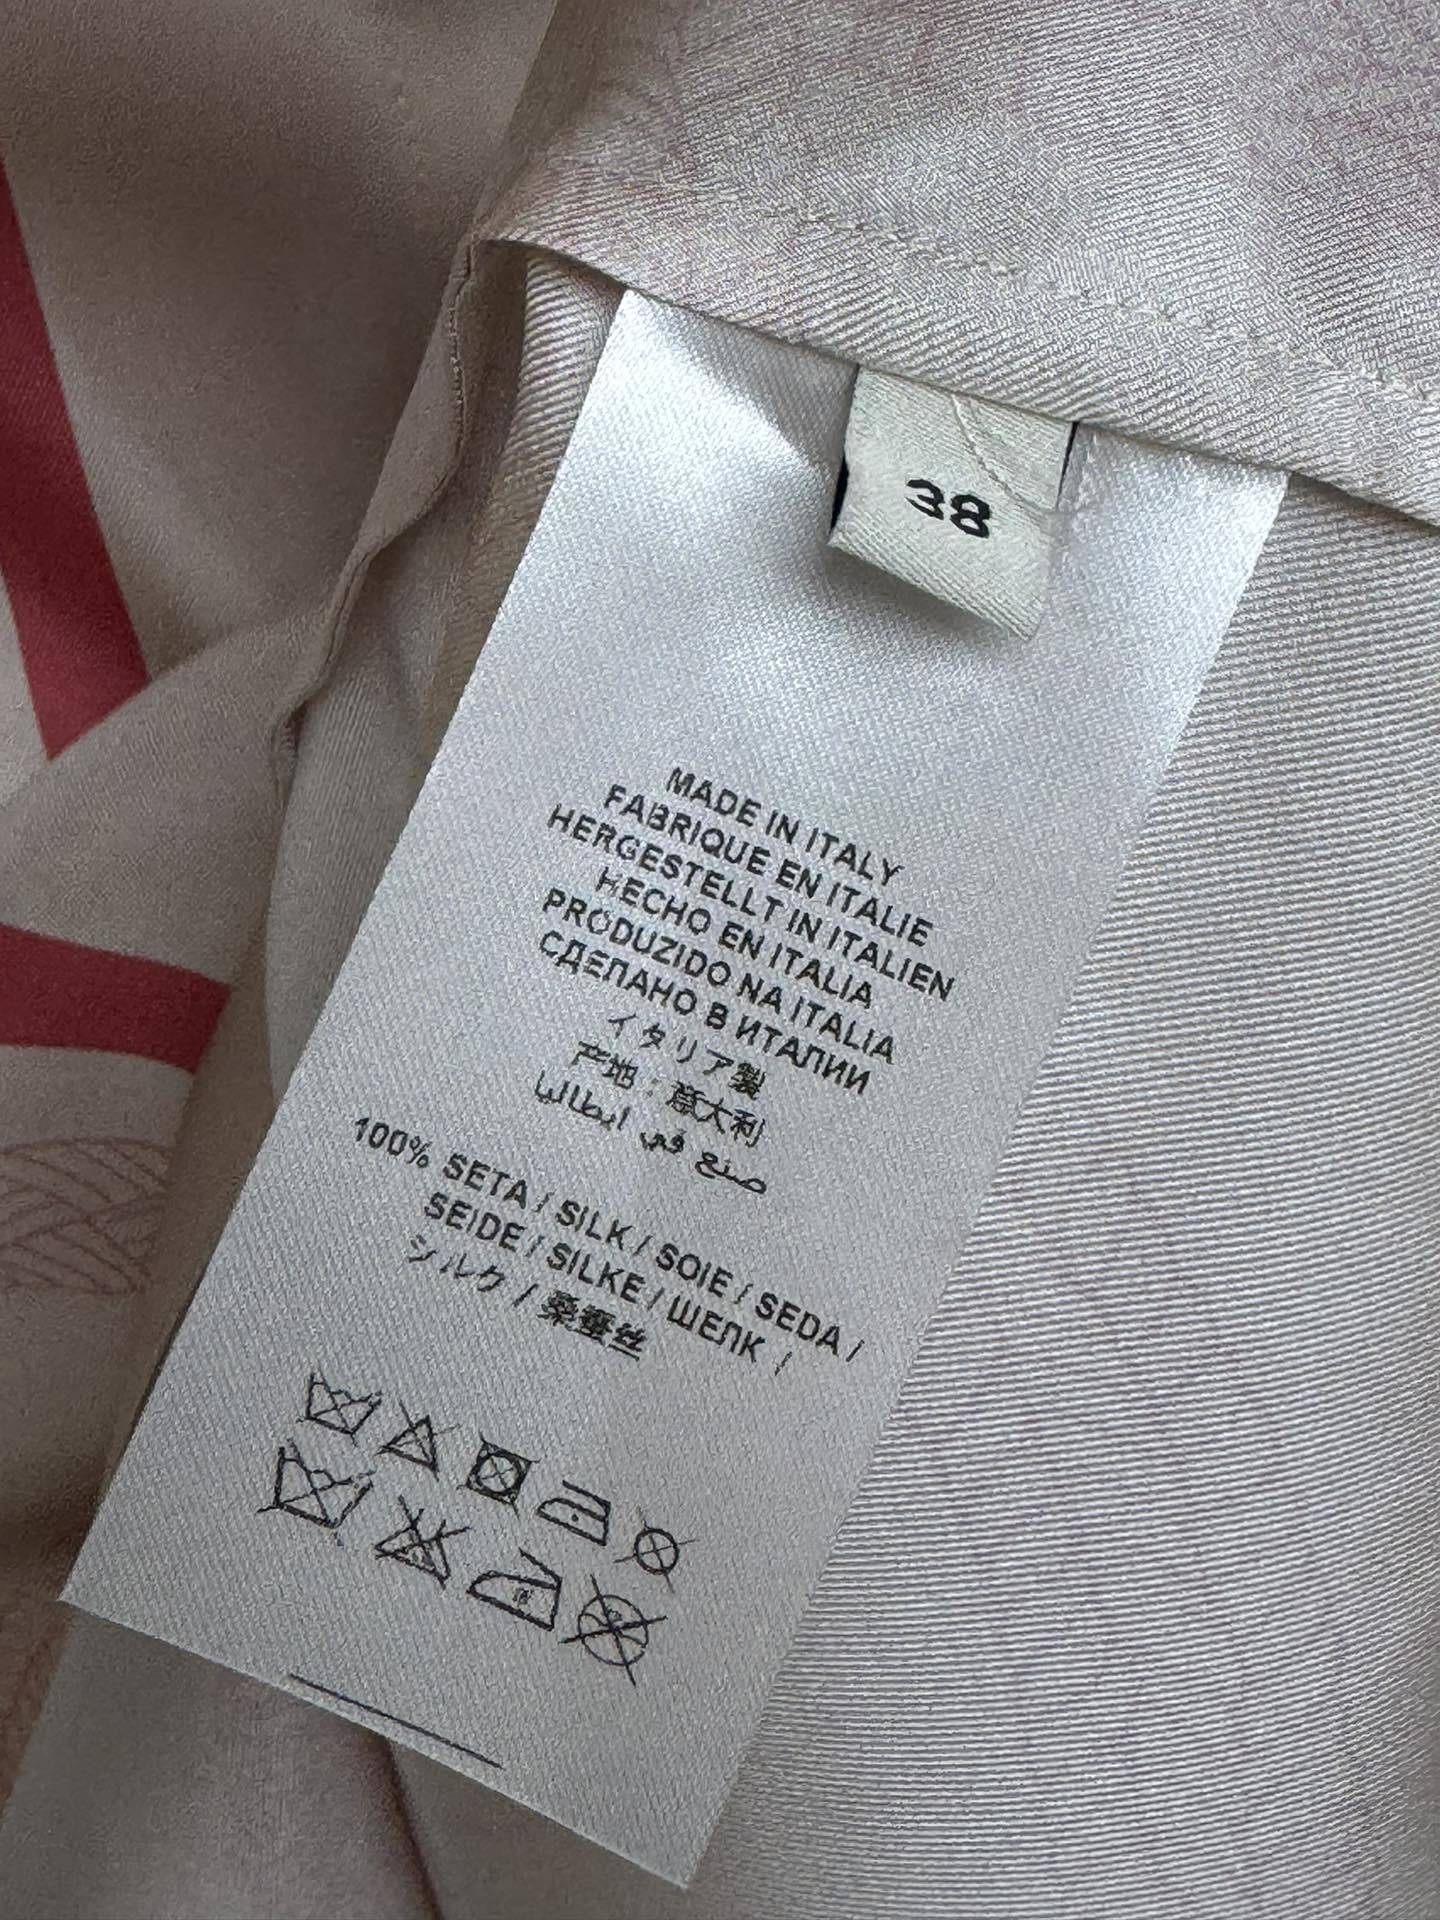 38
MADE IN ITALY
FABRIQUE EN ITALIE
HERGESTELLT IN ITALIEN
HECHO EN ITALIA
PRODUZIDO NA ITALIA
СДЕЛАНО В ИТАЛИИ
イタリア製
产地：意大利
صنع في ايطاليا
100% SETA / SILK / SOIE / SEDA /
SEIDE / SILKE / ШЕЛК /
シルク / 桑蚕丝